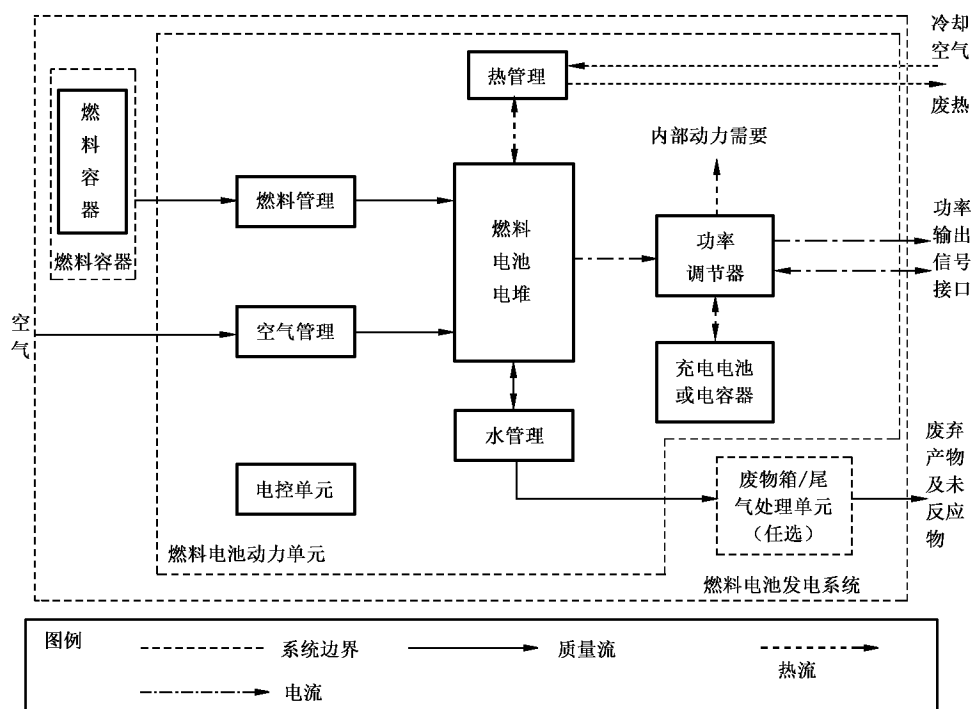 冷却
空气
热管理
废热
燃
料
容
器
内部动力需要
燃料管理
燃料
电池
电堆
功率
调节器
功率
输出
信号
接口
燃料容器
空
气
空气管理
充电电池
或电容器
水管理
废弃
产物
及未
反应
物
电控单元
废物箱/尾
气处理单元
（任选）
燃料电池动力单元
燃料电池发电系统
图例
系统边界
质量流
热流
电流